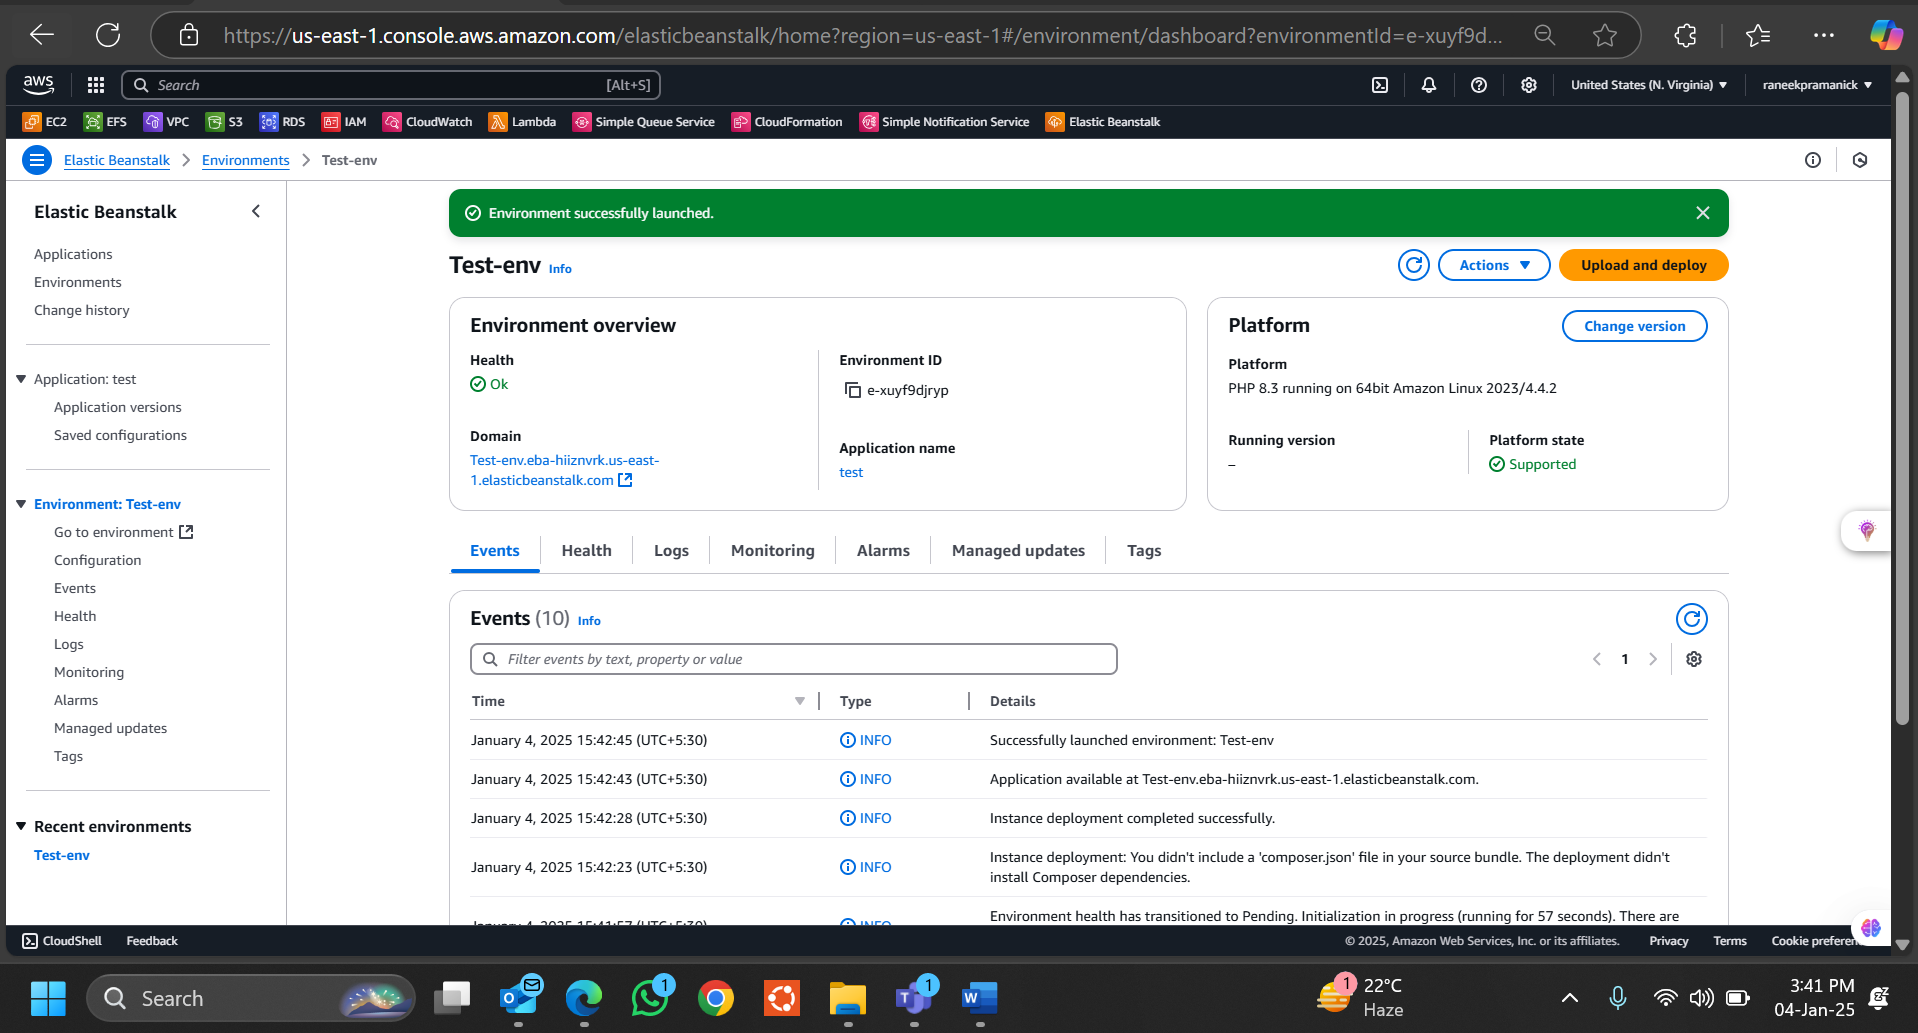 https://us-east-1.console.aws.amazon.com/elasticbeanstalk/home?region=us-east-1#/environment/dashboard?environmentId=e-xuyf9d...
aws
Search
[Alt+S]
United States (N. Virginia)
raneekpramanick
EC2
EFS
VPC
S3
RDS
IAM
CloudWatch
Lambda
Simple Queue Service
CloudFormation
Simple Notification Service
Elastic Beanstalk
Elastic Beanstalk > Environments > Test-env
Elastic Beanstalk
Applications
Environments
Change history
Application: test
Application versions
Saved configurations
Environment: Test-env
Go to environment
Configuration
Events
Health
Logs
Monitoring
Alarms
Managed updates
Tags
Recent environments
Test-env
Environment successfully launched.
Test-env Info
Actions
Upload and deploy
Environment overview
Health
Ok
Domain
Test-env.eba-hiiznvrk.us-east-
1.elasticbeanstalk.com
Environment ID
e-xuyf9djryp
Application name
test
Platform
Change version
Platform
PHP 8.3 running on 64bit Amazon Linux 2023/4.4.2
Running version
–
Platform state
Supported
Events
Health
Logs
Monitoring
Alarms
Managed updates
Tags
Events (10) Info
Filter events by text, property or value
1
Time Type Details
January 4, 2025 15:42:45 (UTC+5:30) INFO Successfully launched environment: Test-env
January 4, 2025 15:42:43 (UTC+5:30) INFO Application available at Test-env.eba-hiiznvrk.us-east-1.elasticbeanstalk.com.
January 4, 2025 15:42:28 (UTC+5:30) INFO Instance deployment completed successfully.
January 4, 2025 15:42:23 (UTC+5:30) INFO Instance deployment: You didn't include a 'composer.json' file in your source bundle. The deployment didn't
install Composer dependencies.
January 4, 2025 15:41:57 (UTC+5:30) INFO Environment health has transitioned to Pending. Initialization in progress (running for 57 seconds). There are
CloudShell
Feedback
© 2025, Amazon Web Services, Inc. or its affiliates.
Privacy
Terms
Cookie preferen
Search
1
1
1
22°C
Haze
3:41 PM
04-Jan-25